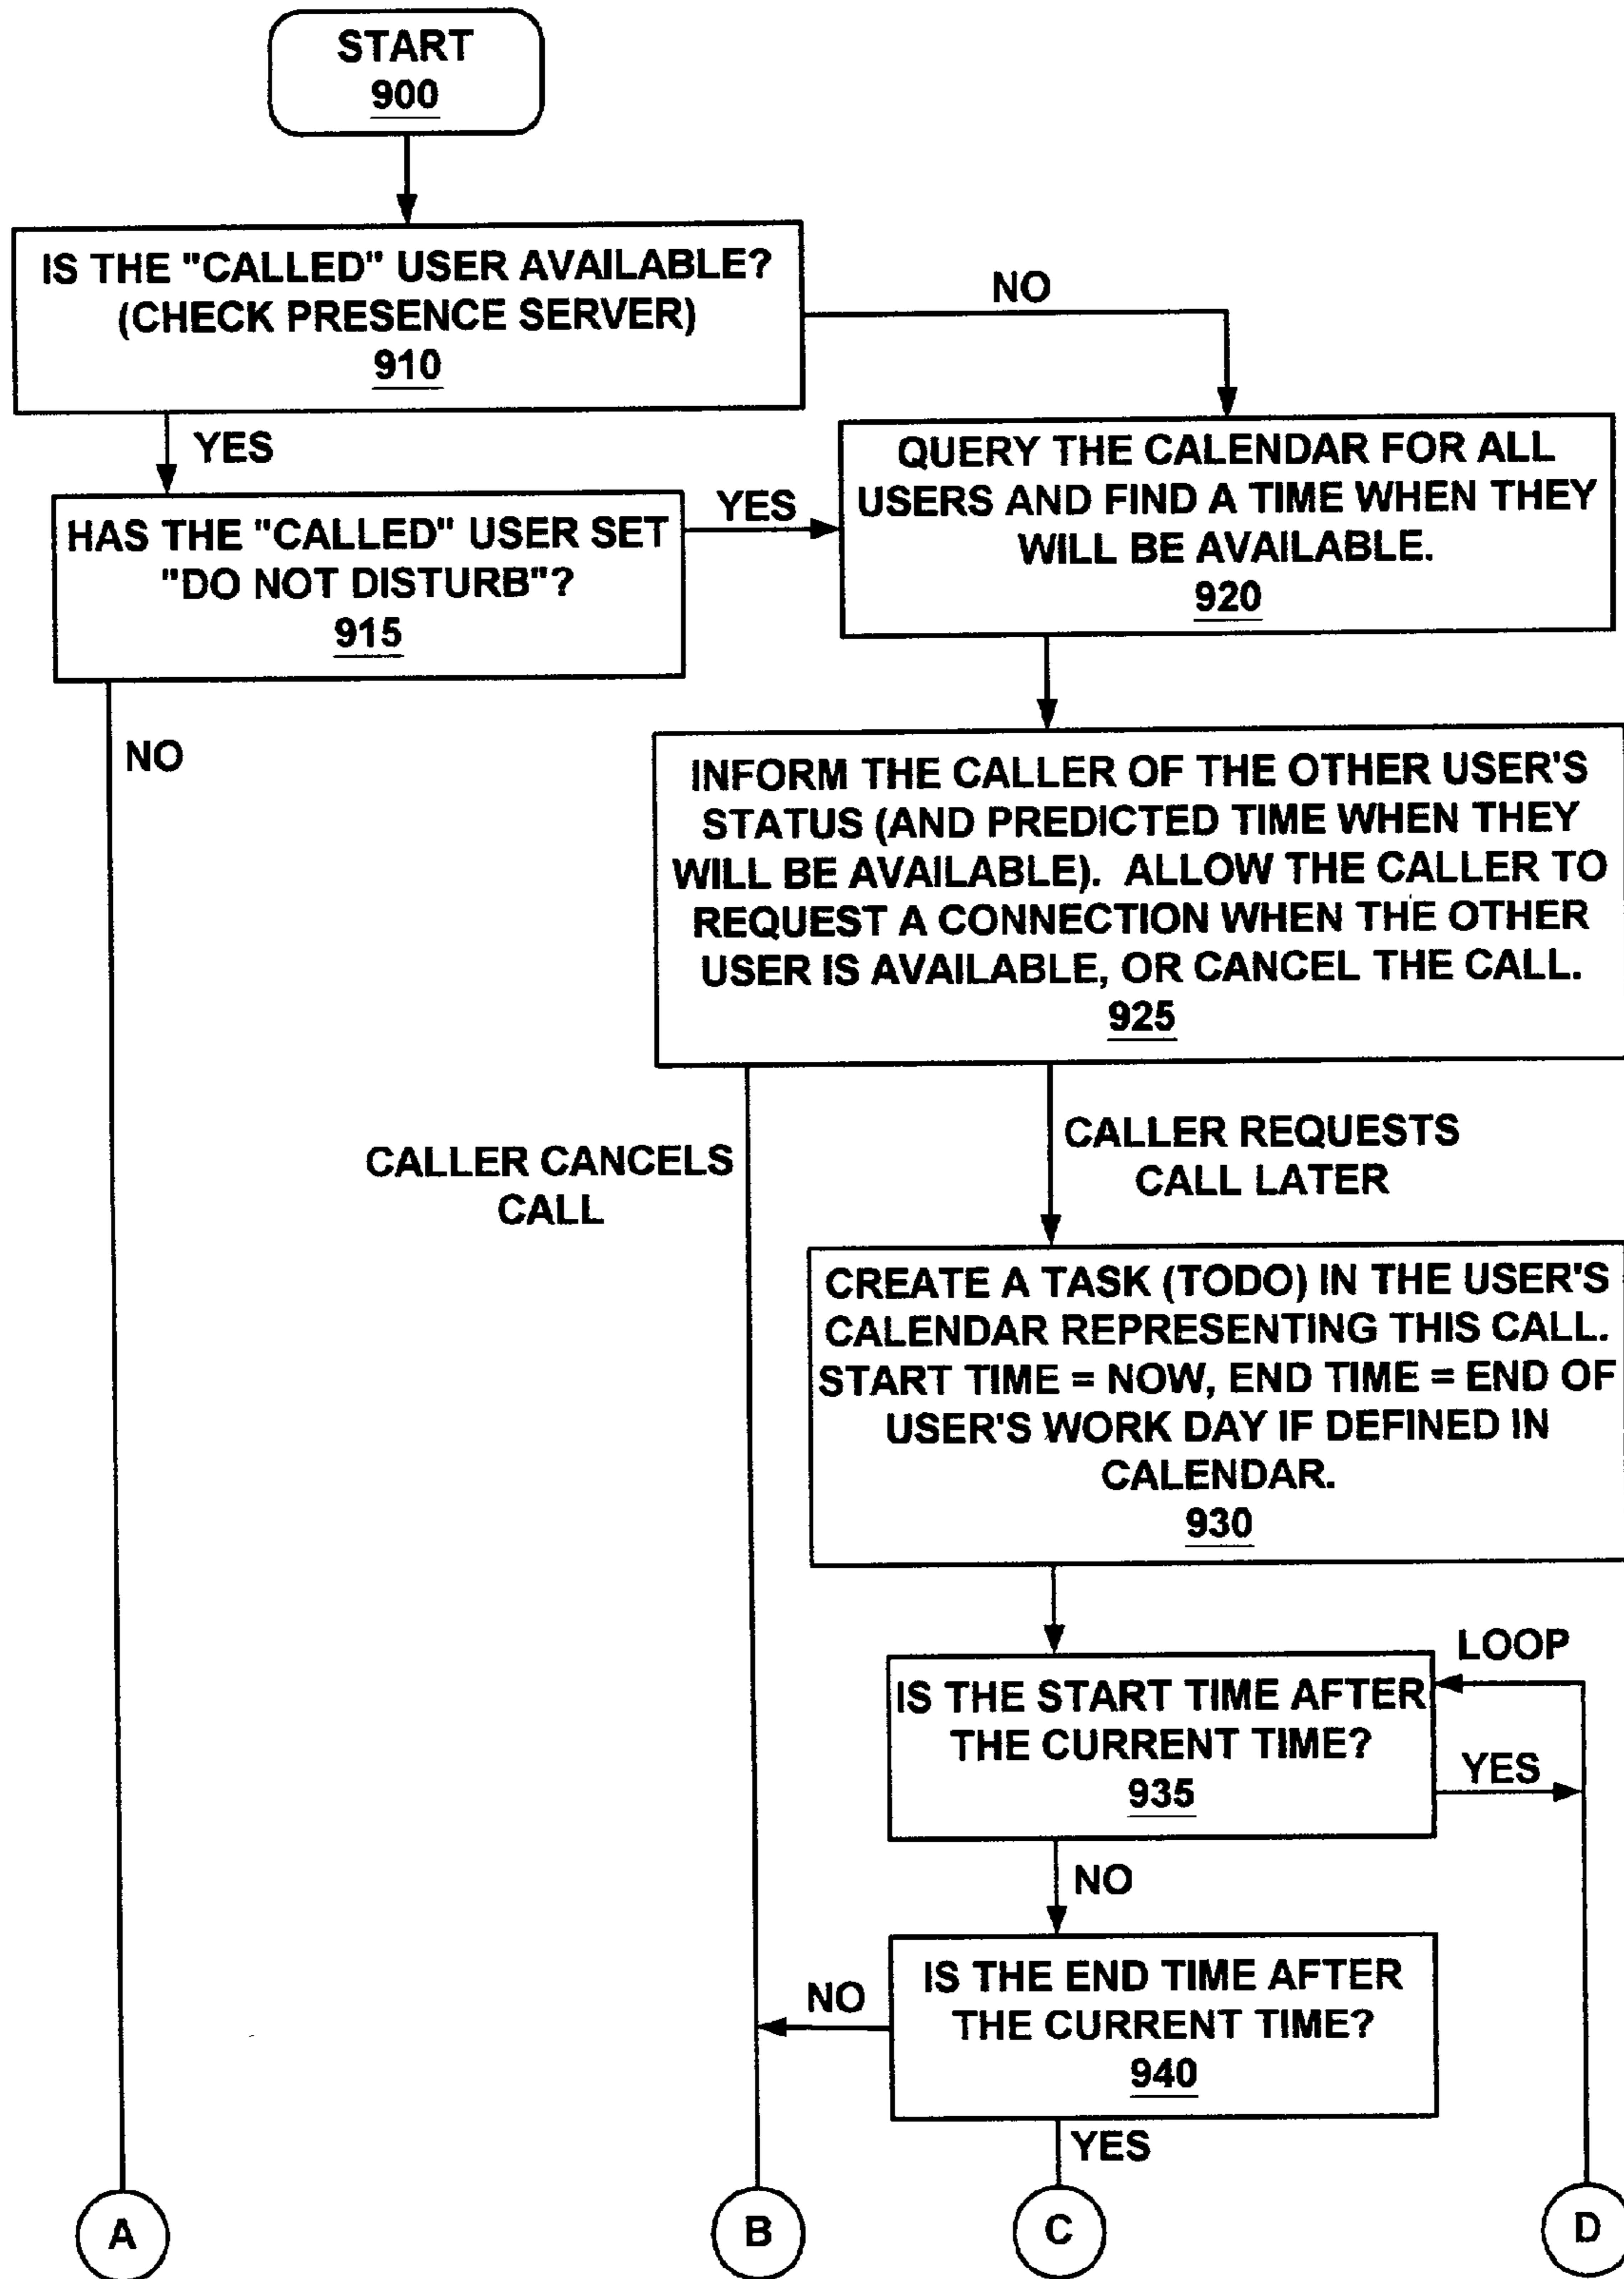 START
900
IS THE "CALLED" USER AVAILABLE?
(CHECK PRESENCE SERVER)
910
NO
YES
HAS THE "CALLED" USER SET
"DO NOT DISTURB"?
915
YES
QUERY THE CALENDAR FOR ALL
USERS AND FIND A TIME WHEN THEY
WILL BE AVAILABLE.
920
NO
INFORM THE CALLER OF THE OTHER USER'S
STATUS (AND PREDICTED TIME WHEN THEY
WILL BE AVAILABLE). ALLOW THE CALLER TO
REQUEST A CONNECTION WHEN THE OTHER
USER IS AVAILABLE, OR CANCEL THE CALL.
925
CALLER CANCELS
CALL
CALLER REQUESTS
CALL LATER
CREATE A TASK (TODO) IN THE USER'S
CALENDAR REPRESENTING THIS CALL.
START TIME = NOW, END TIME = END OF
USER'S WORK DAY IF DEFINED IN
CALENDAR.
930
LOOP
IS THE START TIME AFTER
THE CURRENT TIME?
935
YES
NO
IS THE END TIME AFTER
THE CURRENT TIME?
940
NO
YES
A
B
C
D